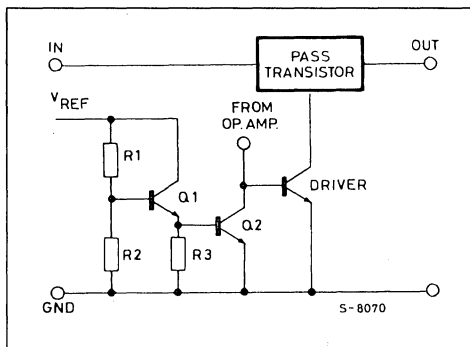 IN
PASS
TRANSISTOR
OUT
VREF
FROM
OP. AMP.
R1
Q1
DRIVER
R2
R3
Q2
GND
S-8070